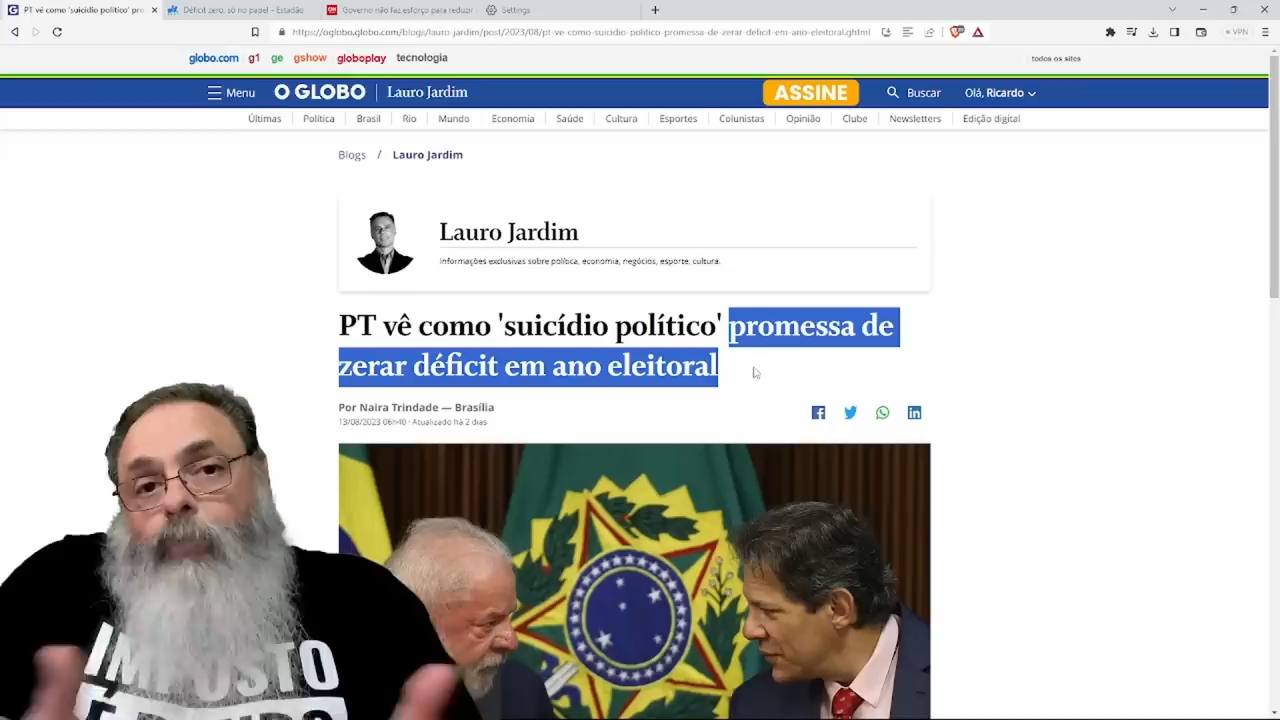 PT vê como 'suicídio político' pro
Déficit zero, só no papel - Estadão
Governo não faz esforço para reduzir
Settings
https://oglobo.globo.com/blogs/lauro-jardim/post/2023/08/pt-ve-como-suicidio-politico-promessa-de-zerar-deficit-em-ano-eleitoral.ghtml
VPN
globo.com g1 ge gshow globoplay tecnologia
todos os sites
Menu O GLOBO Lauro Jardim ASSINE Buscar Olá, Ricardo
Últimas Política Brasil Rio Mundo Economia Saúde Cultura Esportes Colunistas Opinião Clube Newsletters Edição digital
Blogs / Lauro Jardim
Lauro Jardim
Informações exclusivas sobre política, economia, negócios, esporte, cultura.
PT vê como 'suicídio político' promessa de
zerar déficit em ano eleitoral
Por Naira Trindade — Brasília
13/08/2023 06h40 · Atualizado há 2 dias
IMPOSTO
É